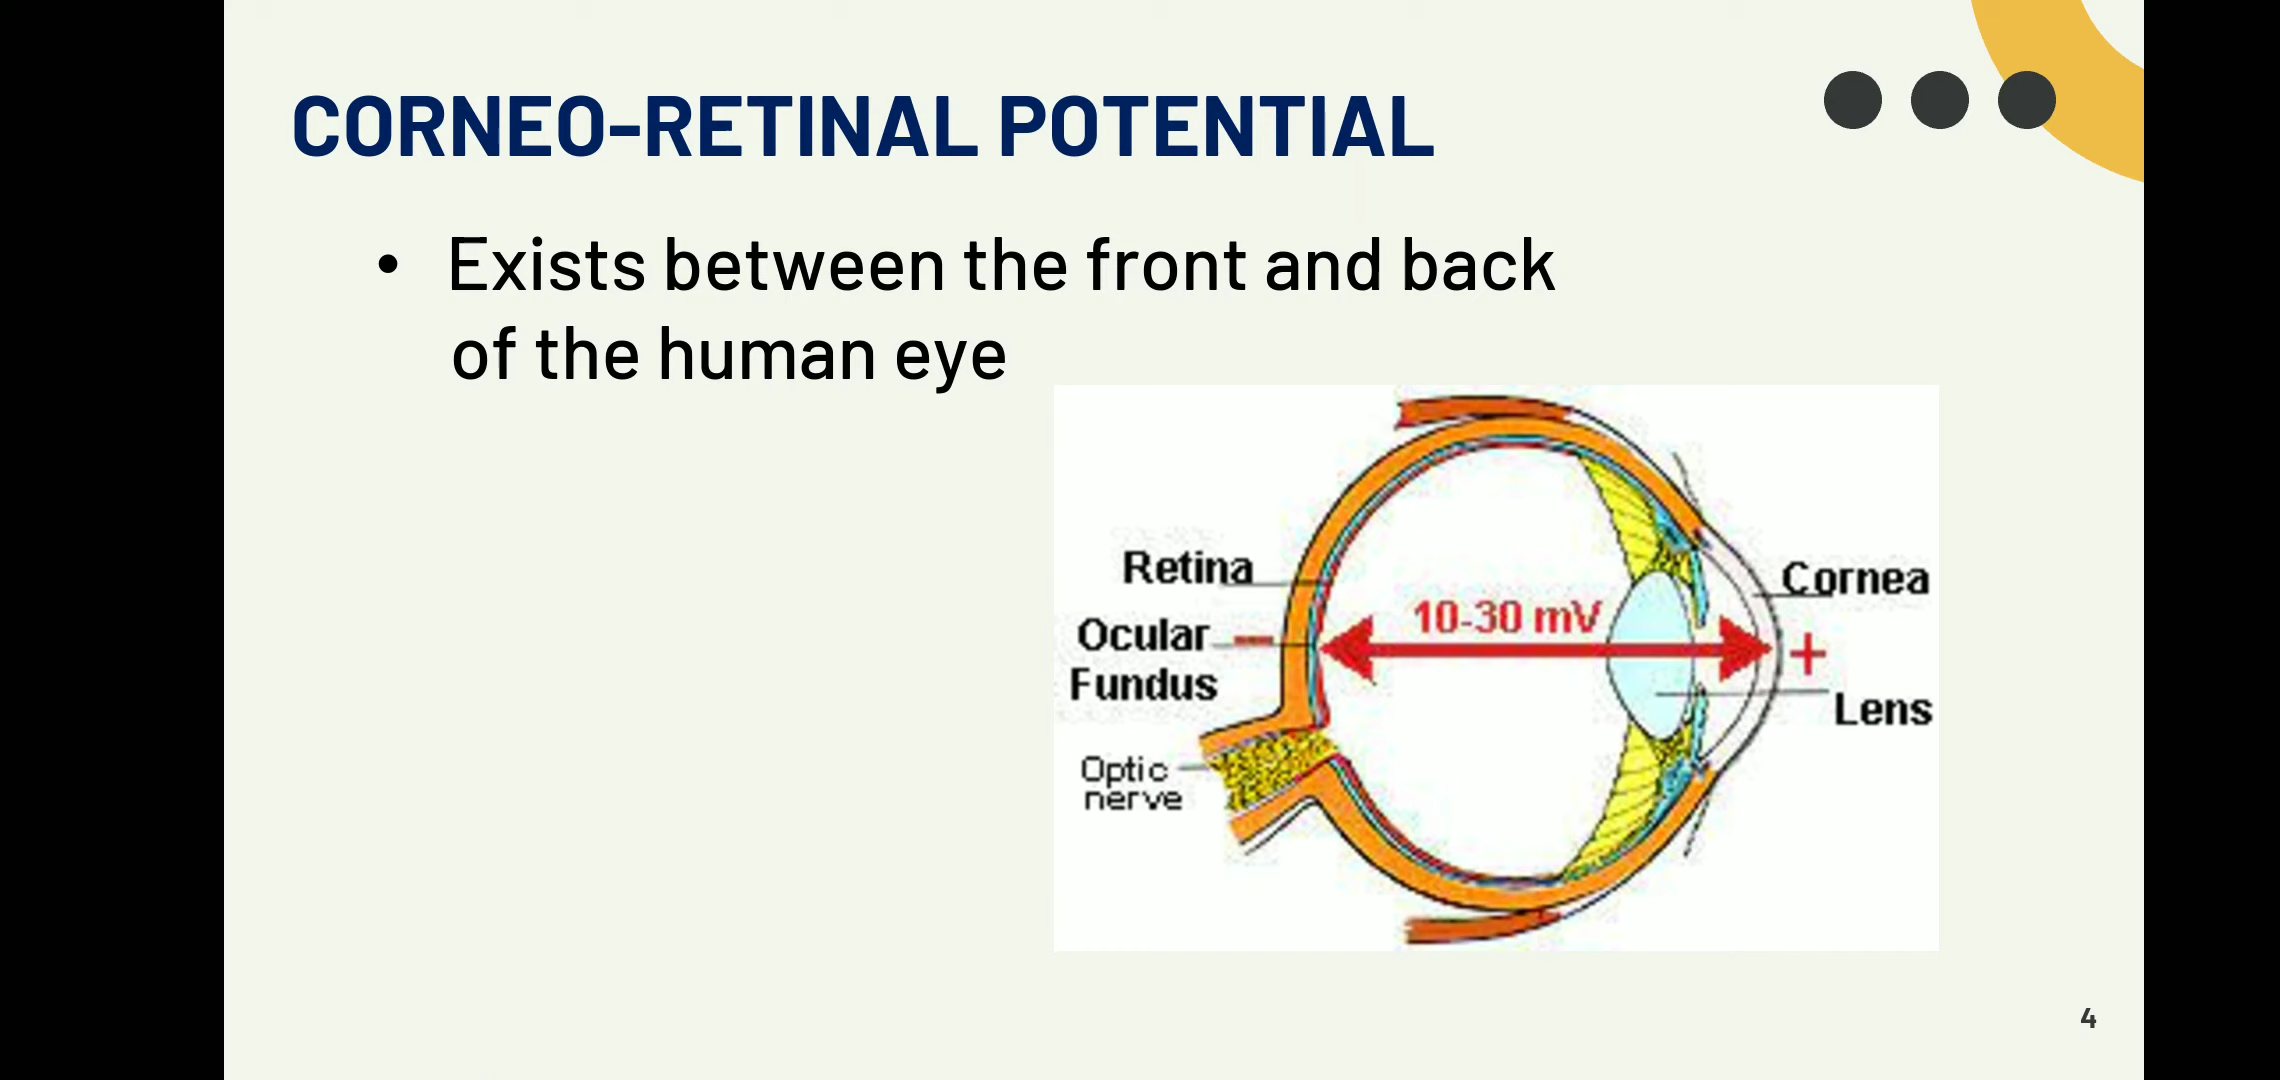 CORNEO-RETINAL POTENTIAL
• Exists between the front and back
of the human eye
Retina
Ocular
Fundus
Optic
nerve
10-30 mV
−
+
Cornea
Lens
4